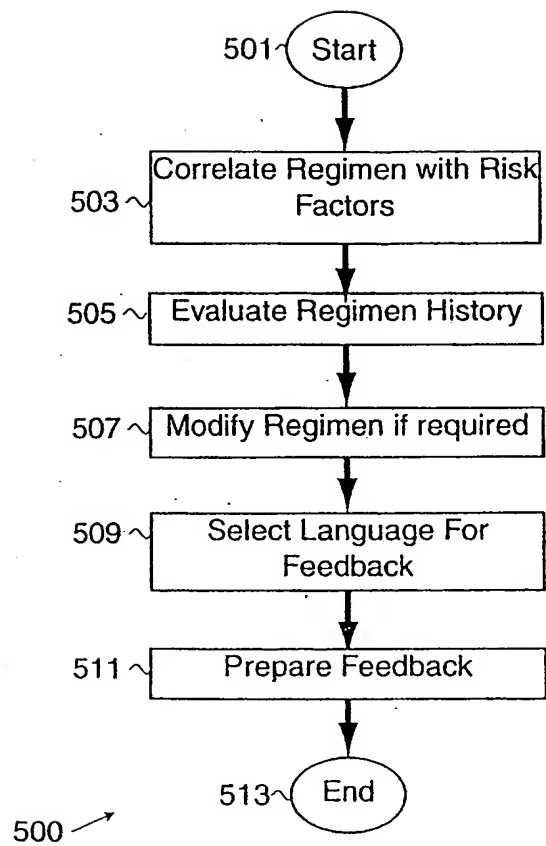 501 Start
503 Correlate Regimen with Risk
Factors
505 Evaluate Regimen History
507 Modify Regimen if required
509 Select Language For
Feedback
511 Prepare Feedback
513 End
500